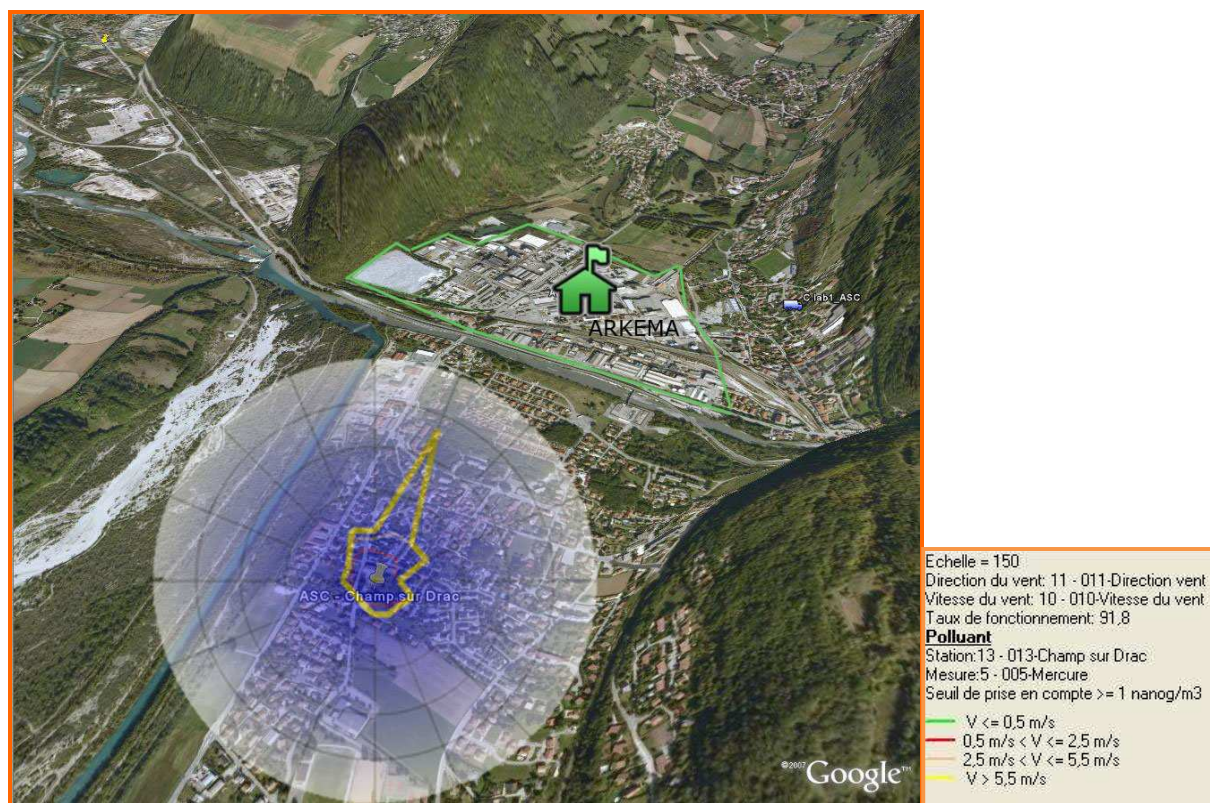 C lab1_ASC
ARKEMA
ASC - Champ sur Drac
©2007 Google™
Echelle = 150
Direction du vent: 11 - 011-Direction vent
Vitesse du vent: 10 - 010-Vitesse du vent
Taux de fonctionnement: 91,8
Polluant
Station:13 - 013-Champ sur Drac
Mesure:5 - 005-Mercure
Seuil de prise en compte >= 1 nanog/m3
V <= 0,5 m/s
0,5 m/s < V <= 2,5 m/s
2,5 m/s < V <= 5,5 m/s
V > 5,5 m/s